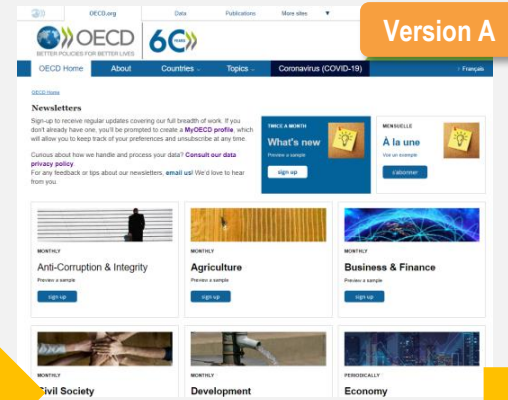 OECD.org Data Publications More sites ▼
Version A
OECD 60 YEARS
BETTER POLICIES FOR BETTER LIVES
OECD Home About Countries Topics Coronavirus (COVID-19) > Français
OECD Home
Newsletters
Sign-up to receive regular updates covering our full breadth of work. If you
don't already have one, you'll be prompted to create a MyOECD profile, which
will allow you to keep track of your preferences and unsubscribe at any time.
Curious about how we handle and process your data? Consult our data
privacy policy
For any feedback or tips about our newsletters, email us! We'd love to hear
from you.
TWICE A MONTH
What's new
Preview a sample
sign up
MENSUELLE
À la une
Voir un exemple
s'abonner
MONTHLY
Anti-Corruption & Integrity
Preview a sample
sign up
MONTHLY
Agriculture
Preview a sample
sign up
MONTHLY
Business & Finance
Preview a sample
sign up
MONTHLY
Civil Society
MONTHLY
Development
PERIODICALLY
Economy